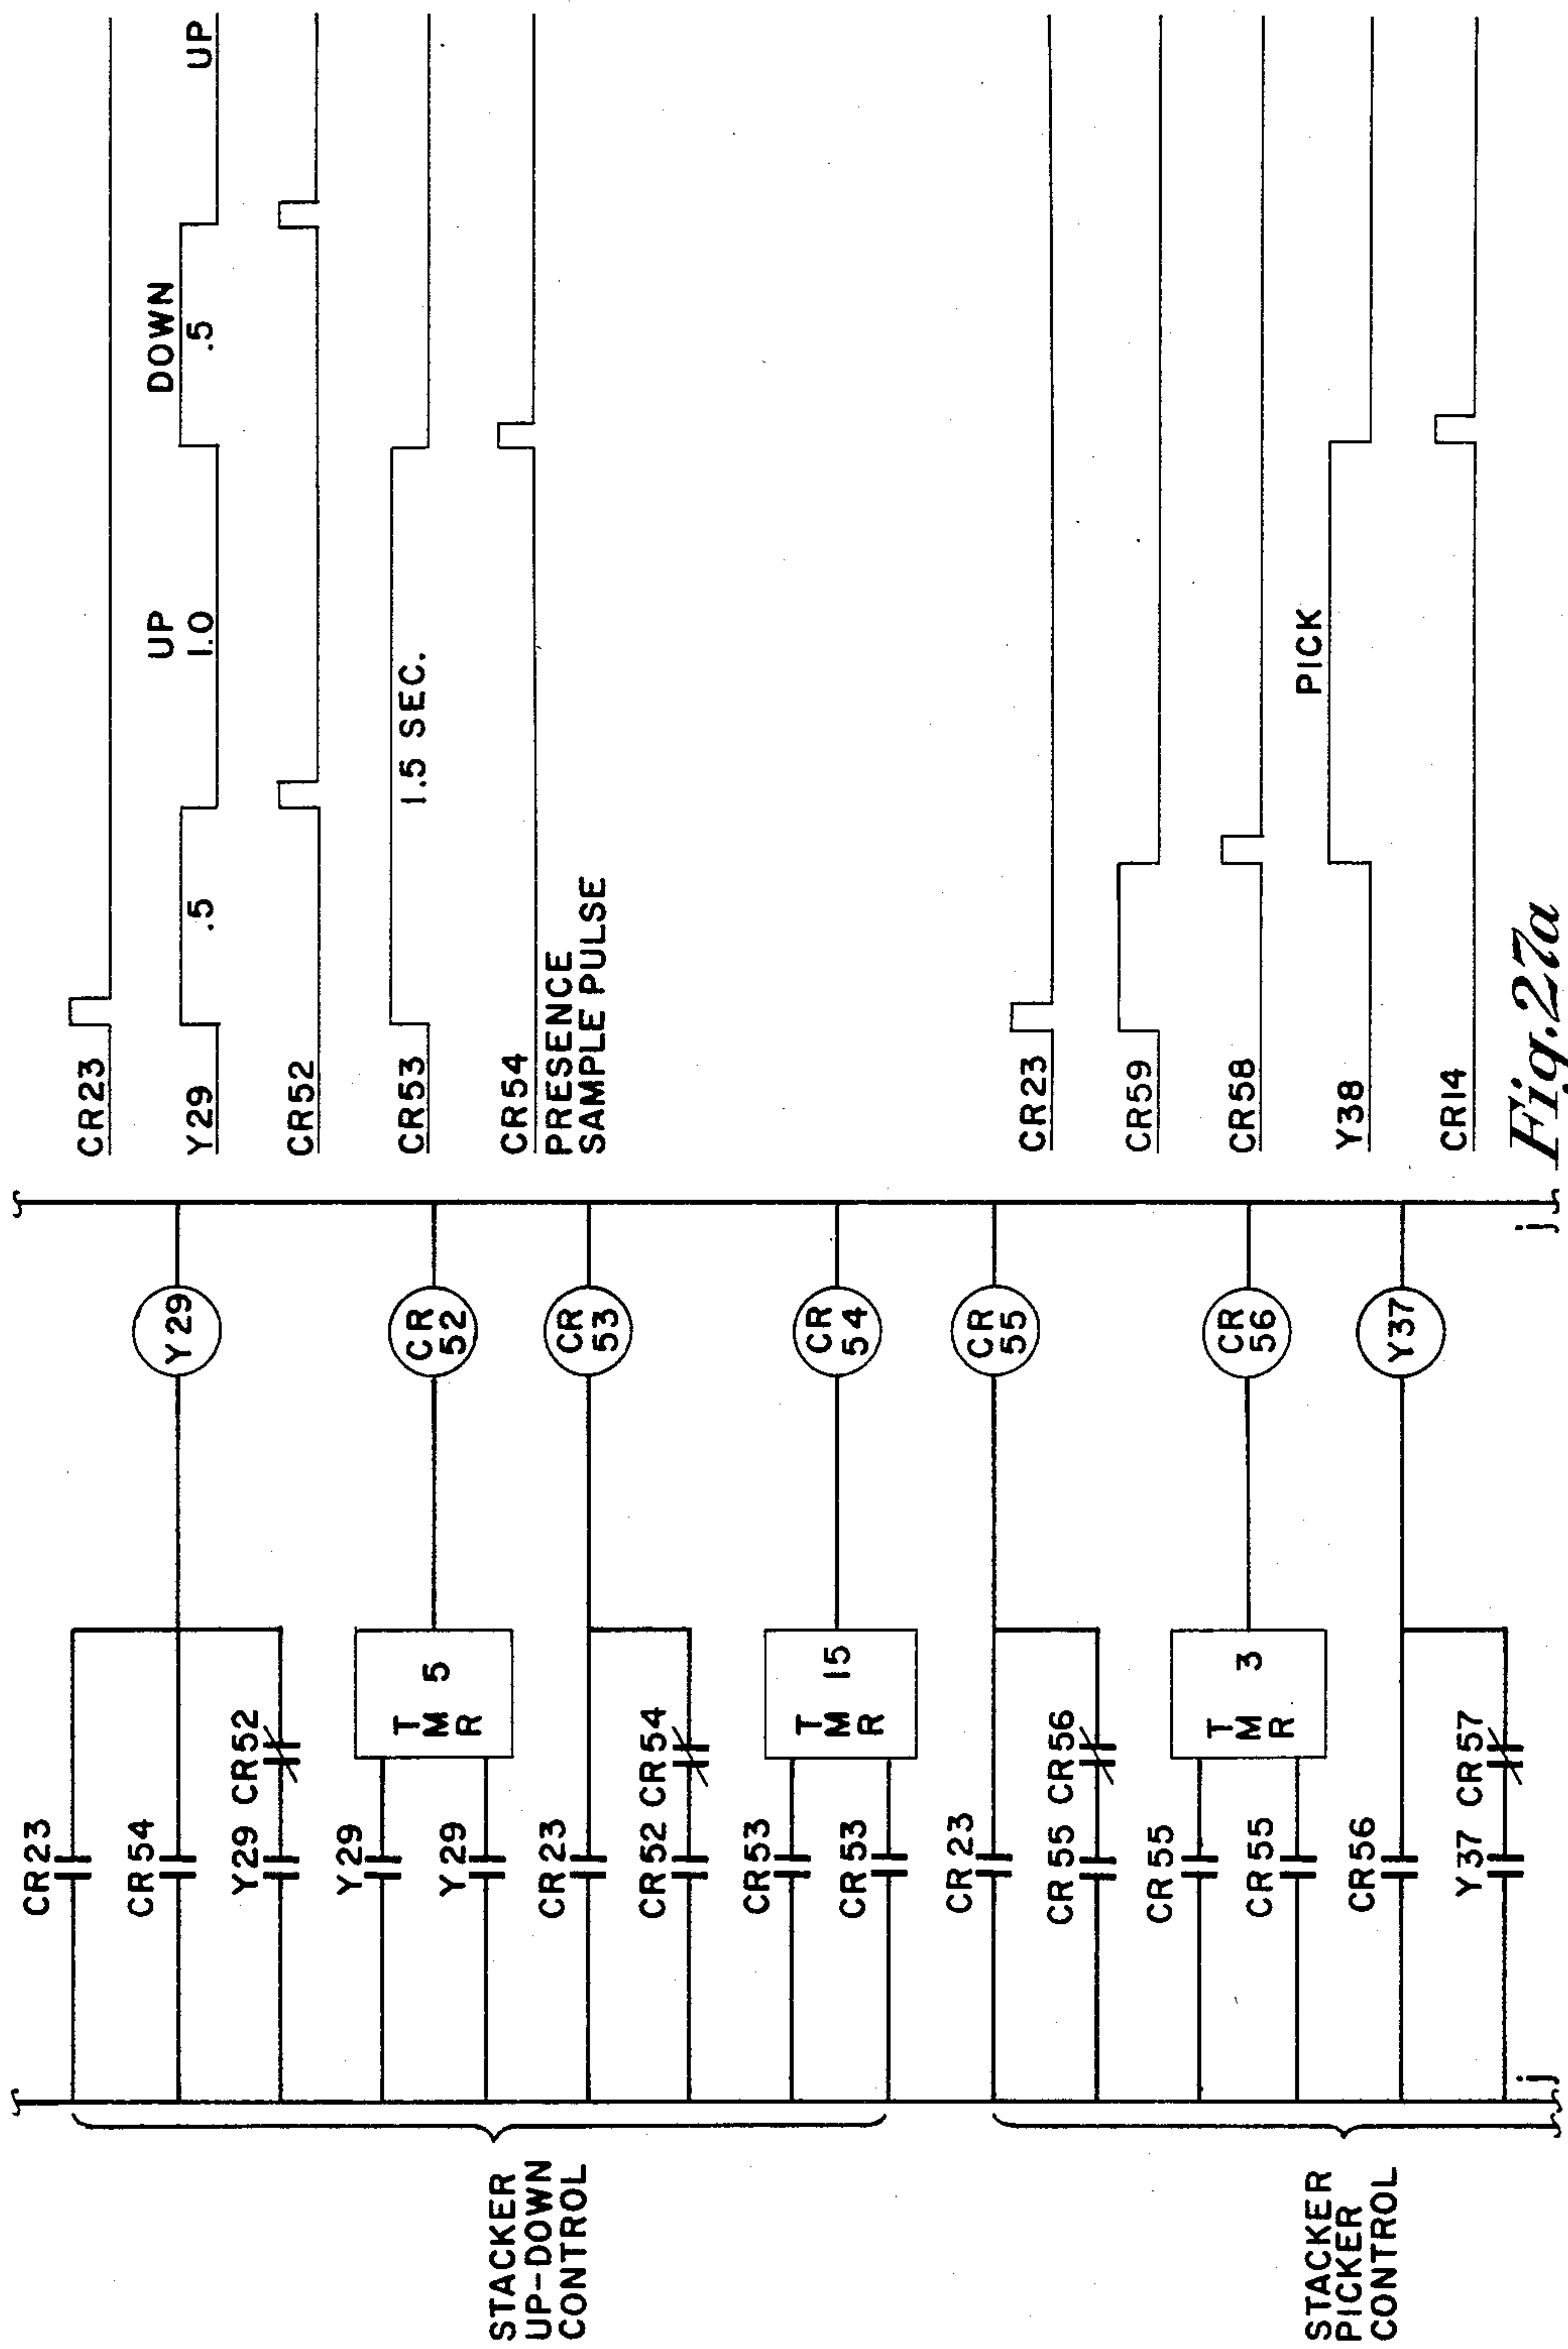 STACKER
UP-DOWN
CONTROL
CR23
CR54
Y29 CR52
Y29
Y29
CR23
CR52 CR54
CR53
CR53
Y29
T
M 5
R
CR
52
CR
53
T
M 15
R
CR
54
STACKER
PICKER
CONTROL
CR23
CR55 CR56
CR55
CR55
CR56
Y37 CR57
CR
55
T
M 3
R
CR
56
Y37
j
j
CR23
DOWN
UP
Y29 .5 1.0 .5 UP
CR52
CR53 1.5 SEC.
CR54
PRESENCE
SAMPLE PULSE
CR23
CR59
CR58
PICK
Y38
CR14
Fig.27a